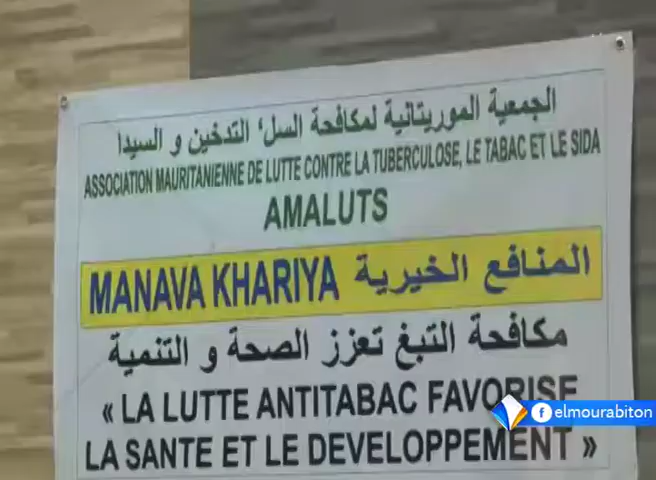 الجمعية الموريتانية لمكافحة السل، التدخين و السيدا
ASSOCIATION MAURITANIENNE DE LUTTE CONTRE LA TUBERCULOSE, LE TABAC ET LE SIDA
AMALUTS
MANAVA KHARIYA المنافع الخيرية
مكافحة التبغ تعزز الصحة و التنمية
« LA LUTTE ANTITABAC FAVORISE
LA SANTE ET LE DEVELOPPEMENT »
elmourabiton